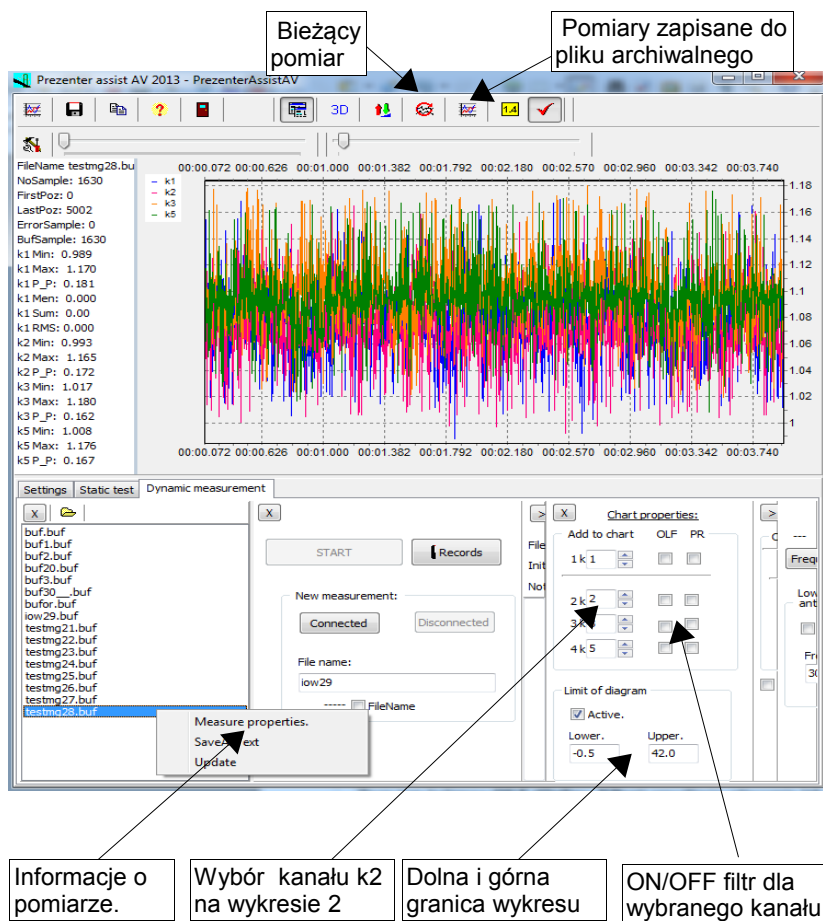 Bieżący
pomiar
Pomiary zapisane do
pliku archiwalnego
Prezenter assist AV 2013 - PrezenterAssistAV
3D
1.4
FileName testmg28.bu
NoSample: 1630
FirstPoz: 0
LastPoz: 5002
ErrorSample: 0
BufSample: 1630
k1 Min: 0.989
k1 Max: 1.170
k1 P_P: 0.181
k1 Men: 0.000
k1 Sum: 0.00
k1 RMS: 0.000
k2 Min: 0.993
k2 Max: 1.165
k2 P_P: 0.172
k3 Min: 1.017
k3 Max: 1.180
k3 P_P: 0.162
k5 Min: 1.008
k5 Max: 1.176
k5 P_P: 0.167
k1
k2
k3
k5
00:00.072 00:00.626 00:01.000 00:01.382 00:01.792 00:02.180 00:02.570 00:02.960 00:03.342 00:03.740
1.18
1.16
1.14
1.12
1.1
1.08
1.06
1.04
1.02
1
00:00.072 00:00.626 00:01.000 00:01.382 00:01.792 00:02.180 00:02.570 00:02.960 00:03.342 00:03.740
Settings Static test Dynamic measurement
X
buf.buf
buf1.buf
buf2.buf
buf20.buf
buf3.buf
buf30__.buf
bufor.buf
iow29.buf
testmg21.buf
testmg22.buf
testmg23.buf
testmg24.buf
testmg25.buf
testmg26.buf
testmg27.buf
testmg28.buf
Measure properties.
Update
X
START Records
New measurement:
Connected Disconnected
File name:
iow29
----- FileName
>
File
Init
Not
X Chart properties:
Add to chart OLF PR
1 k 1
2 k 2
3 k
4 k 5
Limit of diagram
Active.
Lower. Upper.
-0.5 42.0
>
---
Frequ
Low
ant
Fr
30
Informacje o
pomiarze.
Wybór kanału k2
na wykresie 2
Dolna i górna
granica wykresu
ON/OFF filtr dla
wybranego kanału